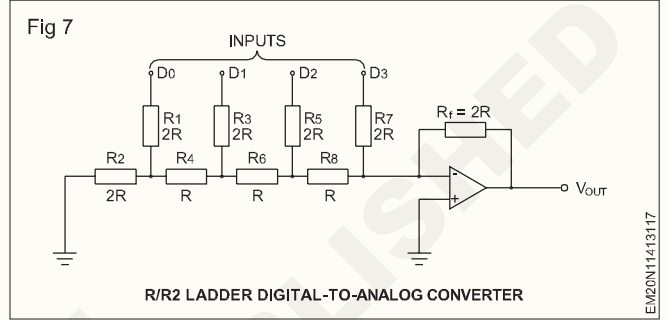 Fig 7
INPUTS
D0 D1 D2 D3
R1 2R R3 2R R5 2R R7 2R
Rf = 2R
R2 R4 R6 R8
2R R R R
-
+
VOUT
R/R2 LADDER DIGITAL-TO-ANALOG CONVERTER
EM20N11413117